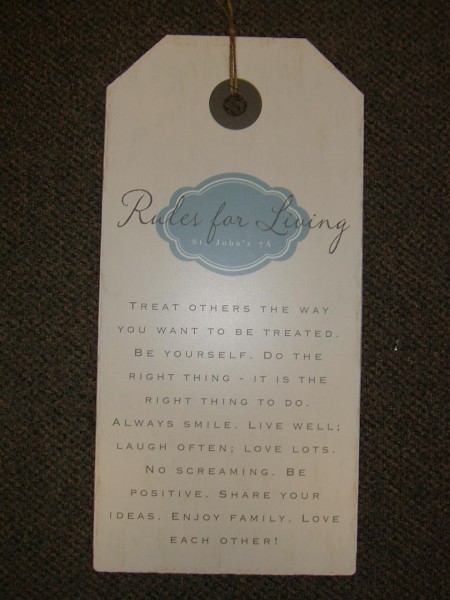 Rules for Living
St. John's 7A
TREAT OTHERS THE WAY
YOU WANT TO BE TREATED.
BE YOURSELF. DO THE
RIGHT THING - IT IS THE
RIGHT THING TO DO.
ALWAYS SMILE. LIVE WELL;
LAUGH OFTEN; LOVE LOTS.
NO SCREAMING. BE
POSITIVE. SHARE YOUR
IDEAS. ENJOY FAMILY. LOVE
EACH OTHER!